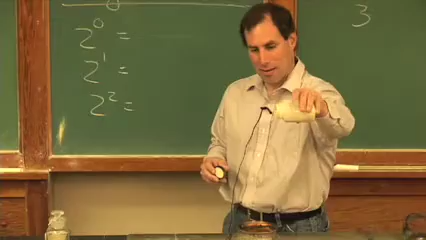 2⁰ =
2¹ =
2² =
3